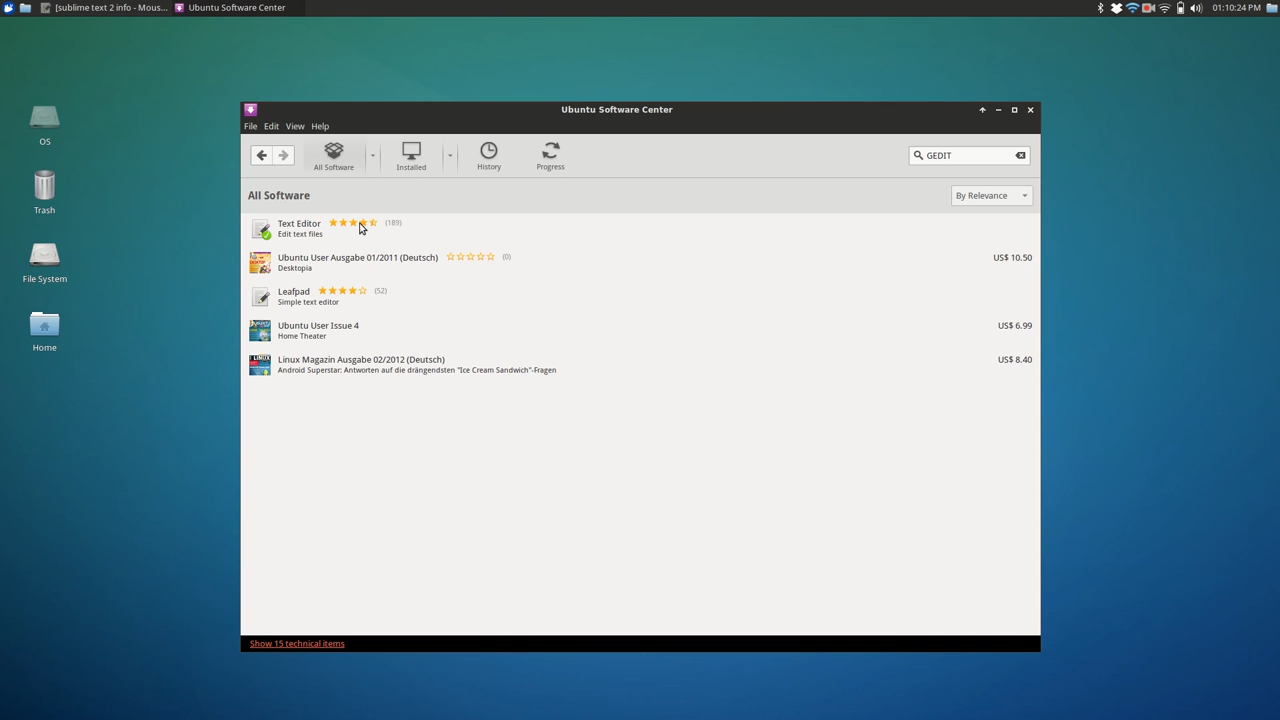 [sublime text 2 info - Mous...
Ubuntu Software Center
01:10:24 PM
Ubuntu Software Center
File Edit View Help
All Software
Installed
History
Progress
GEDIT
All Software
By Relevance
Text Editor (189)
Edit text files
Ubuntu User Ausgabe 01/2011 (Deutsch) (0) US$ 10.50
Desktopia
Leafpad (52)
Simple text editor
Ubuntu User Issue 4 US$ 6.99
Home Theater
Linux Magazin Ausgabe 02/2012 (Deutsch) US$ 8.40
Android Superstar: Antworten auf die drängendsten "Ice Cream Sandwich"-Fragen
Show 15 technical items
OS
Trash
File System
Home